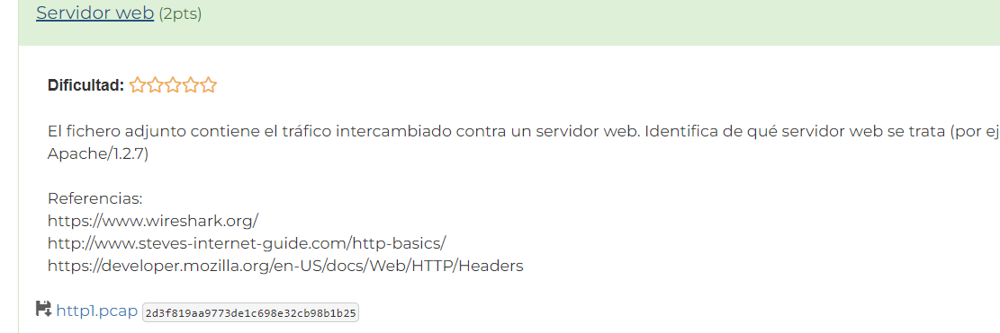 Servidor web (2pts)
Dificultad:
El fichero adjunto contiene el tráfico intercambiado contra un servidor web. Identifica de qué servidor web se trata (por ej
Apache/1.2.7)
Referencias:
https://www.wireshark.org/
http://www.steves-internet-guide.com/http-basics/
https://developer.mozilla.org/en-US/docs/Web/HTTP/Headers
http1.pcap 2d3f819aa9773de1c698e32cb98b1b25